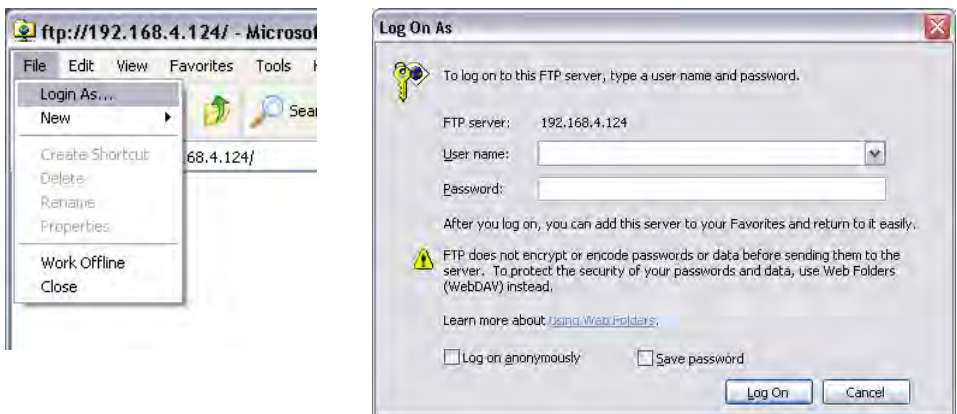 ftp://192.168.4.124/ - Microsof
File Edit View Favorites Tools
Login As...
New
Sear
Create Shortcut
68.4.124/
Delete
Rename
Properties
Work Offline
Close
Log On As
To log on to this FTP server, type a user name and password.
FTP server: 192.168.4.124
User name:
Password:
After you log on, you can add this server to your Favorites and return to it easily.
FTP does not encrypt or encode passwords or data before sending them to the
server. To protect the security of your passwords and data, use Web Folders
(WebDAV) instead.
Learn more about using Web Folders.
Log on anonymously Save password
Log On Cancel